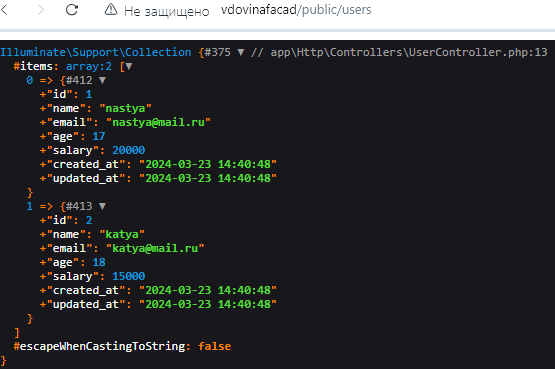 Не защищено vdovinafacad/public/users
Illuminate\Support\Collection {#375 ▼ // app\Http\Controllers\UserController.php:13
#items: array:2 [▼
0 => {#412 ▼
+"id": 1
+"name": "nastya"
+"email": "nastya@mail.ru"
+"age": 17
+"salary": 20000
+"created_at": "2024-03-23 14:40:48"
+"updated_at": "2024-03-23 14:40:48"
}
1 => {#413 ▼
+"id": 2
+"name": "katya"
+"email": "katya@mail.ru"
+"age": 18
+"salary": 15000
+"created_at": "2024-03-23 14:40:48"
+"updated_at": "2024-03-23 14:40:48"
}
]
#escapeWhenCastingToString: false
}